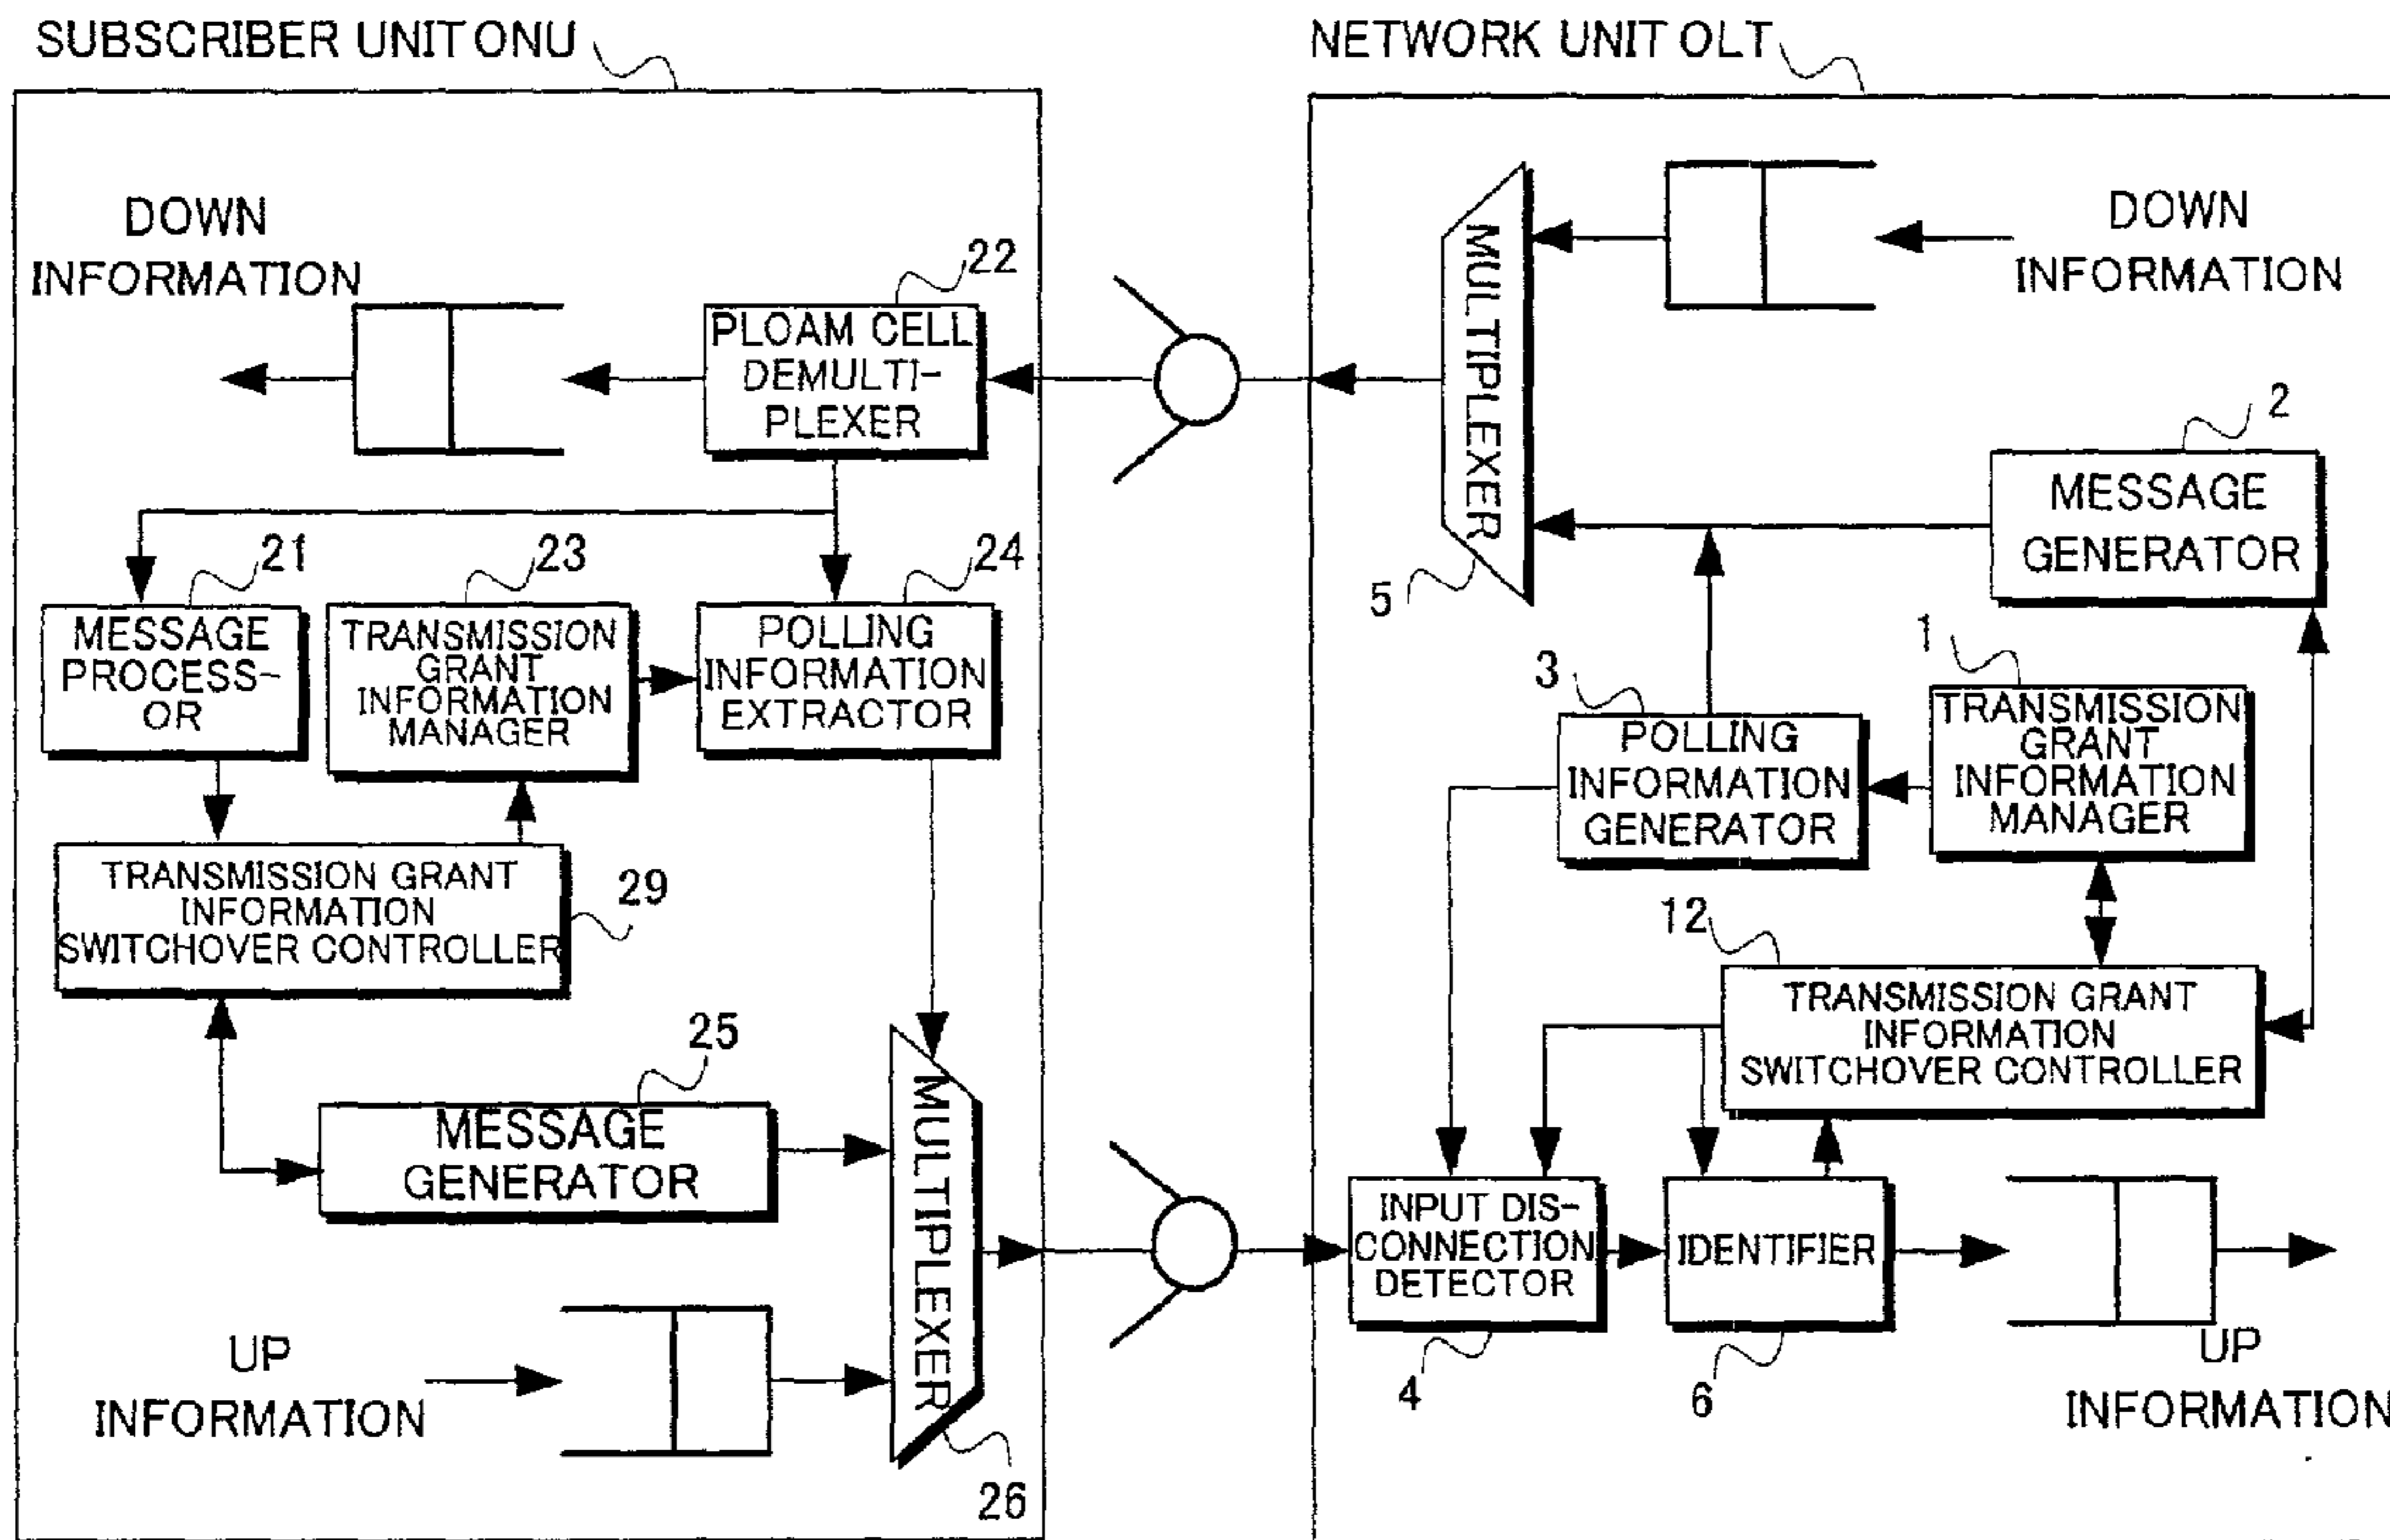 SUBSCRIBER UNIT ONU
NETWORK UNIT OLT
DOWN
INFORMATION
22
PLOAM CELL
DEMULTI-
PLEXER
21
MESSAGE
PROCESS-
OR
23
TRANSMISSION
GRANT
INFORMATION
MANAGER
24
POLLING
INFORMATION
EXTRACTOR
TRANSMISSION GRANT
INFORMATION
SWITCHOVER CONTROLLER
29
25
MESSAGE
GENERATOR
MULTIPLEXER
26
UP
INFORMATION
MULTIPLEXER
5
DOWN
INFORMATION
2
MESSAGE
GENERATOR
1
TRANSMISSION
GRANT
INFORMATION
MANAGER
3
POLLING
INFORMATION
GENERATOR
12
TRANSMISSION GRANT
INFORMATION
SWITCHOVER CONTROLLER
INPUT DIS-
CONNECTION
DETECTOR
4
IDENTIFIER
6
UP
INFORMATION